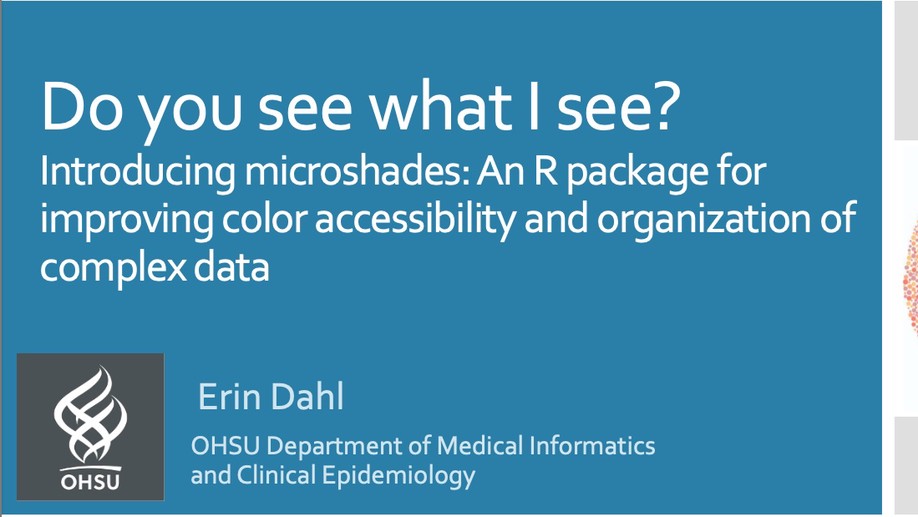 Do you see what I see?
Introducing microshades: An R package for
improving color accessibility and organization of
complex data
Erin Dahl
OHSU Department of Medical Informatics
and Clinical Epidemiology
OHSU